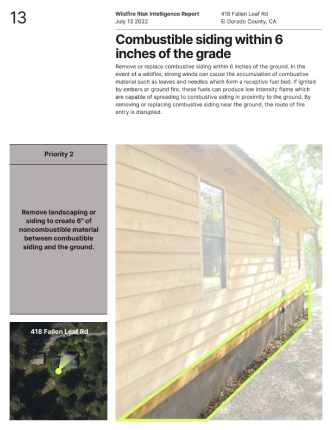 13
Wildfire Risk Intelligence Report
July 13 2022
418 Fallen Leaf Rd
El Dorado County, CA
Combustible siding within 6
inches of the grade
Remove or replace combustive siding within 6 inches of the ground. In the
event of a wildfire, strong winds can cause the accumulation of combustive
material such as leaves and needles which form a receptive fuel bed. If ignited
by embers or ground fire, these fuels can produce low intensity flame which
are capable of spreading to combustive siding in proximity to the ground. By
removing or replacing combustive siding near the ground, the route of fire
entry is disrupted.
Priority 2
Remove landscaping or
siding to create 6" of
noncombustible material
between combustible
siding and the ground.
418 Fallen Leaf Rd